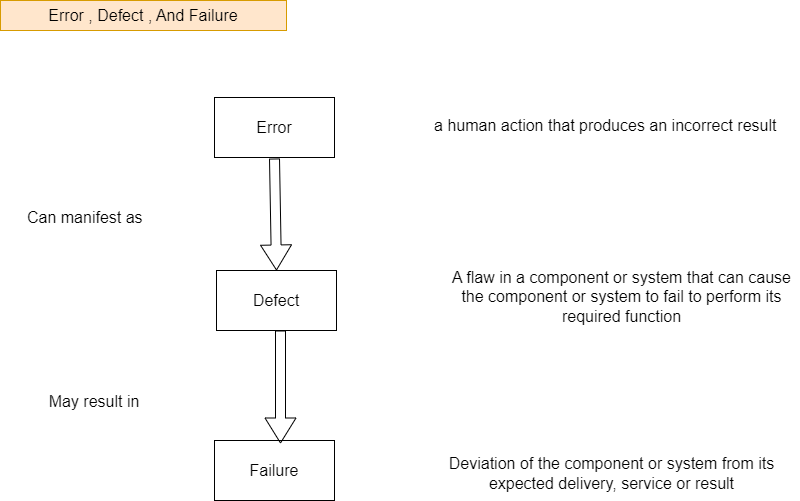 Error , Defect , And Failure
Error
a human action that produces an incorrect result
Can manifest as
Defect
A flaw in a component or system that can cause
the component or system to fail to perform its
required function
May result in
Failure
Deviation of the component or system from its
expected delivery, service or result